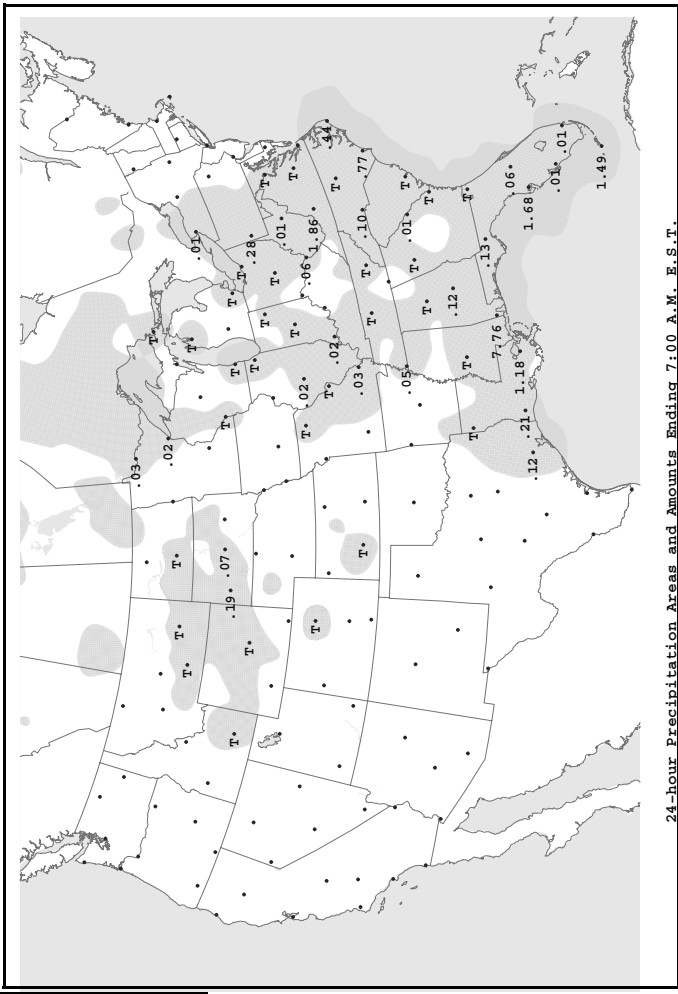 .03
T
.02
T
T
T
T
.01
.07
T
.19
T
T
T
T
T
.28
T
T
T
T
.01
T
T
.02
T
.06
1.86
T
.44
T
.02
T
.03
.10
.77
T
T
T
T
.05
.01
T
T
T
.12
T
T
T
.13
7.76
.06
1.18
.21
1.68
.12
.01
.01
1.49
24-hour Precipitation Areas and Amounts Ending 7:00 A.M. E.S.T.